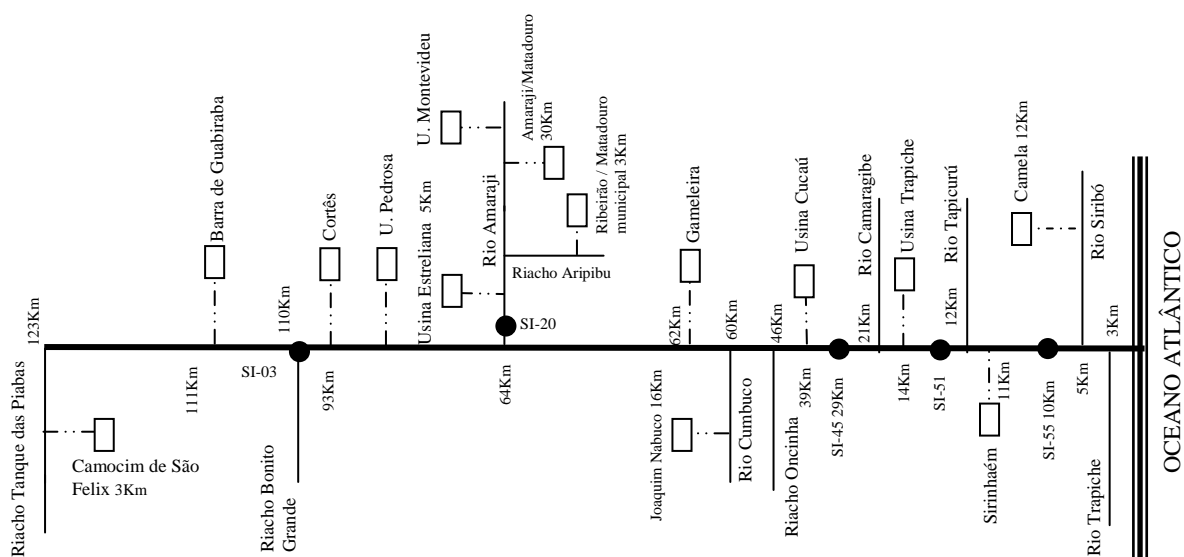 123Km
Riacho Tanque das Piabas
Camocim de São
Felix 3Km
Barra de Guabiraba
111Km
110Km
SI-03
Riacho Bonito
Grande
Cortês
93Km
U. Pedrosa
U. Montevideu
Usina Estreliana  5Km
Rio Amaraji
Amaraji/Matadouro
30Km
Ribeirão / Matadouro
municipal 3Km
Riacho Aripibu
SI-20
64Km
Gameleira
62Km
Joaquim Nabuco 16Km
60Km
Rio Cumbuco
46Km
Riacho Oncinha
Usina Cucaú
39Km
SI-45 29Km
Rio Camaragibe
21Km
Usina Trapiche
14Km
SI-51
Rio Tapicurú
12Km
Sirinhaém
11Km
Camela 12Km
SI-55 10Km
Rio Siribó
5Km
3Km
Rio Trapiche
OCEANO ATLÂNTICO